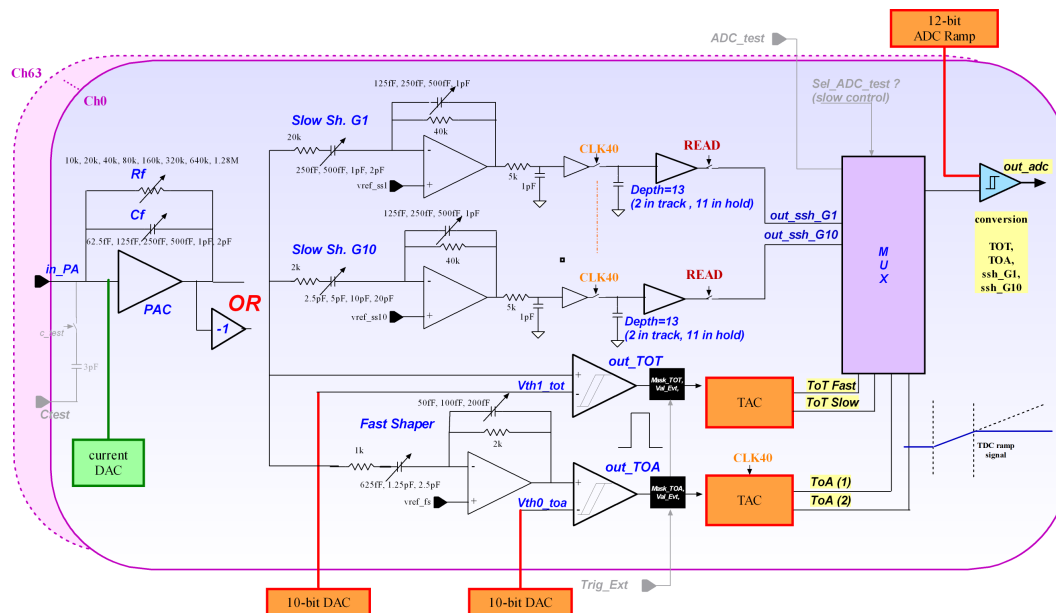 12-bit
ADC Ramp
ADC_test
Ch63
Ch0
Sel_ADC_test ?
(slow control)
125fF, 250fF, 500fF, 1pF
Slow Sh. G1
20k
40k
CLK40
READ
10k, 20k, 40k, 80k, 160k, 320k, 640k, 1.28M
Rf
250fF, 500fF, 1pF, 2pF
vref_ss1
5k
1pF
Depth=13
(2 in track , 11 in hold)
out_adc
Cf
62.5fF, 125fF, 250fF, 500fF, 1pF, 2pF
125fF, 250fF, 500fF, 1pF
out_ssh_G1
conversion
Slow Sh. G10
40k
out_ssh_G10
TOT,
TOA,
ssh_G1,
ssh_G10
M
U
X
in_PA
2k
CLK40
READ
2.5pF, 5pF, 10pF, 20pF
OR
PAC
vref_ss10
5k
1pF
-1
Depth=13
(2 in track, 11 in hold)
c_test
3pF
out_TOT
Mask_TOT,
Val_Evt,
Vth1_tot
TAC
ToT Fast
ToT Slow
Ctest
50fF, 100fF, 200fF
Fast Shaper
2k
1k
current
DAC
out_TOA
CLK40
TDC ramp
signal
625fF, 1.25pF, 2.5pF
vref_fs
Mask_TOA,
Val_Evt,
Vth0_toa
TAC
ToA (1)
ToA (2)
Trig_Ext
10-bit DAC
10-bit DAC